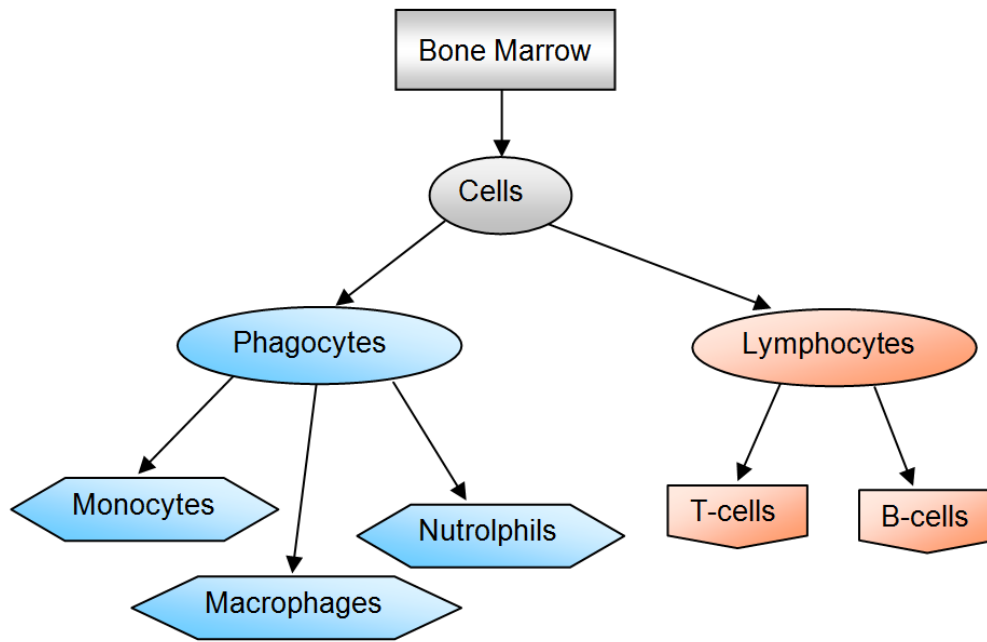 Bone Marrow
Cells
Phagocytes
Lymphocytes
Monocytes
Nutrolphils
T-cells
B-cells
Macrophages